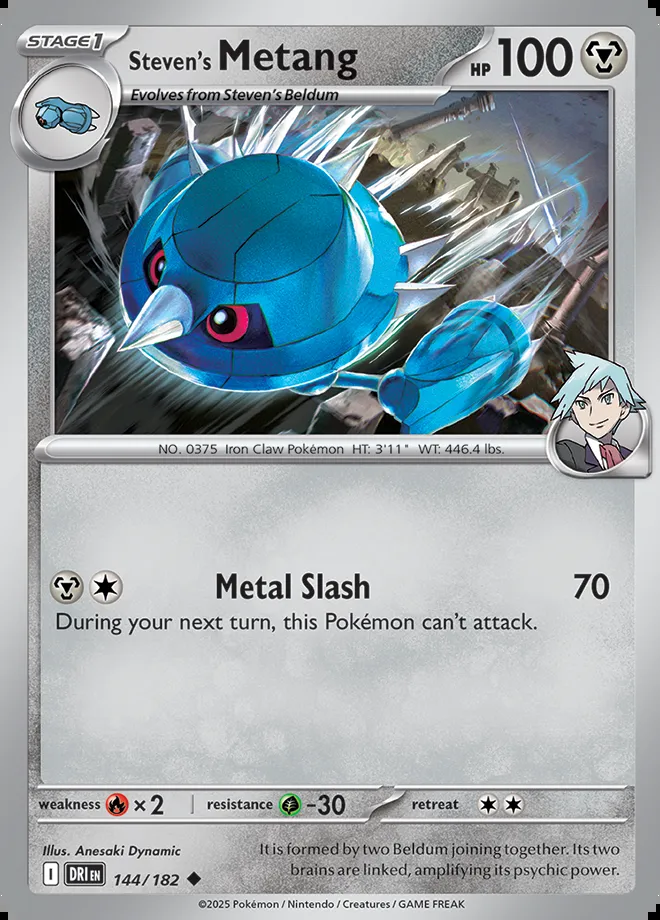 STAGE1
Steven's Metang
HP 100
Evolves from Steven's Beldum
NO. 0375 Iron Claw Pokémon HT: 3'11" WT: 446.4 lbs.
Metal Slash 70
During your next turn, this Pokémon can't attack.
weakness ×2 resistance -30 retreat
Illus. Anesaki Dynamic
It is formed by two Beldum joining together. Its two
brains are linked, amplifying its psychic power.
I DRI EN 144/182
©2025 Pokémon / Nintendo / Creatures / GAME FREAK